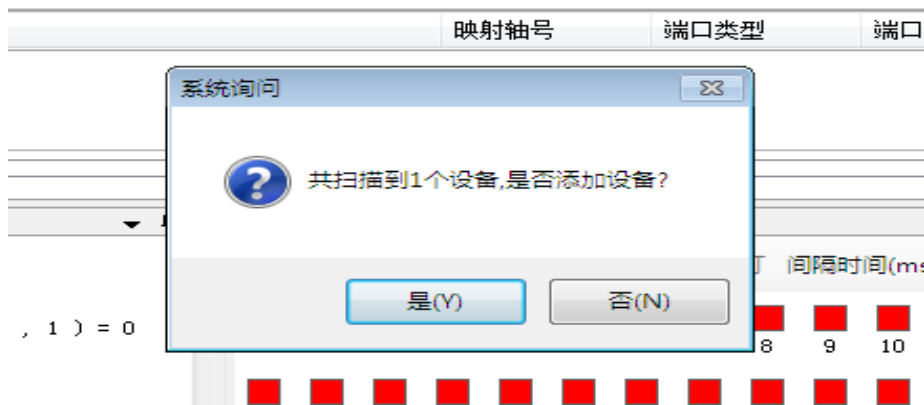 映射轴号 端口类型 端口
系统询问
共扫描到1个设备,是否添加设备?
间隔时间(ms
是(Y) 否(N)
, 1 ) = 0
8 9 10